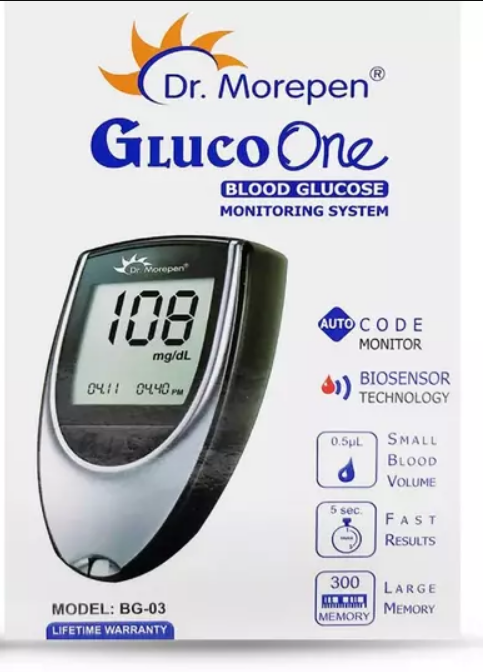 Dr. Morepen®
GLUCO One
BLOOD GLUCOSE
MONITORING SYSTEM
Dr. Morepen®
108
mg/dL
04.11 04.40 PM
AUTO CODE
MONITOR
BIOSENSOR
TECHNOLOGY
0.5µL
SMALL
BLOOD
VOLUME
5 sec.
FAST
RESULTS
300
MEMORY
LARGE
MEMORY
MODEL: BG-03
LIFETIME WARRANTY